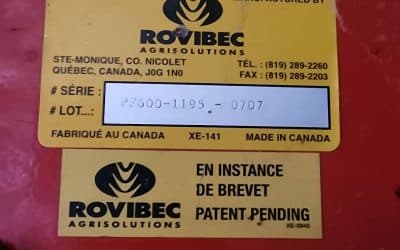 MANUFACTURED BY
ROVIBEC
AGRISOLUTIONS
STE-MONIQUE, CO. NICOLET
QUÉBEC, CANADA, J0G 1N0
TÉL. : (819) 289-2260
FAX : (819) 289-2203
# SÉRIE :
# LOT... :
1195 - 0707
FABRIQUÉ AU CANADA XE-141 MADE IN CANADA
ROVIBEC
AGRISOLUTIONS
EN INSTANCE
DE BREVET
PATENT PENDING